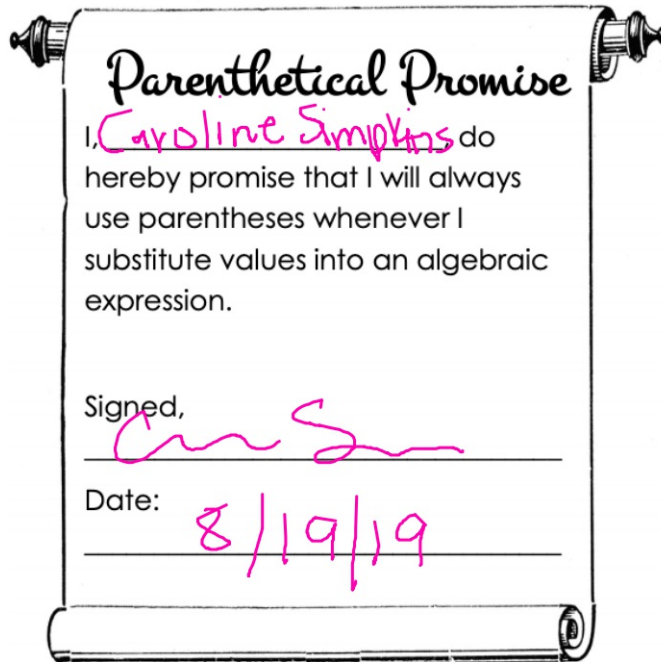 Parenthetical Promise
I, Caroline Simpkins, do
hereby promise that I will always
use parentheses whenever I
substitute values into an algebraic
expression.
Signed,
Date:
8/19/19